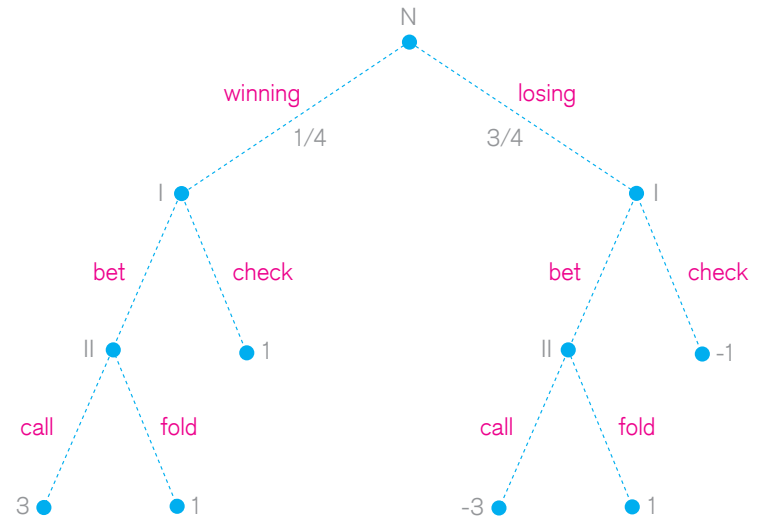 N
winning losing
1/4 3/4
I I
bet check bet check
II 1 II -1
call fold call fold
3 1 -3 1